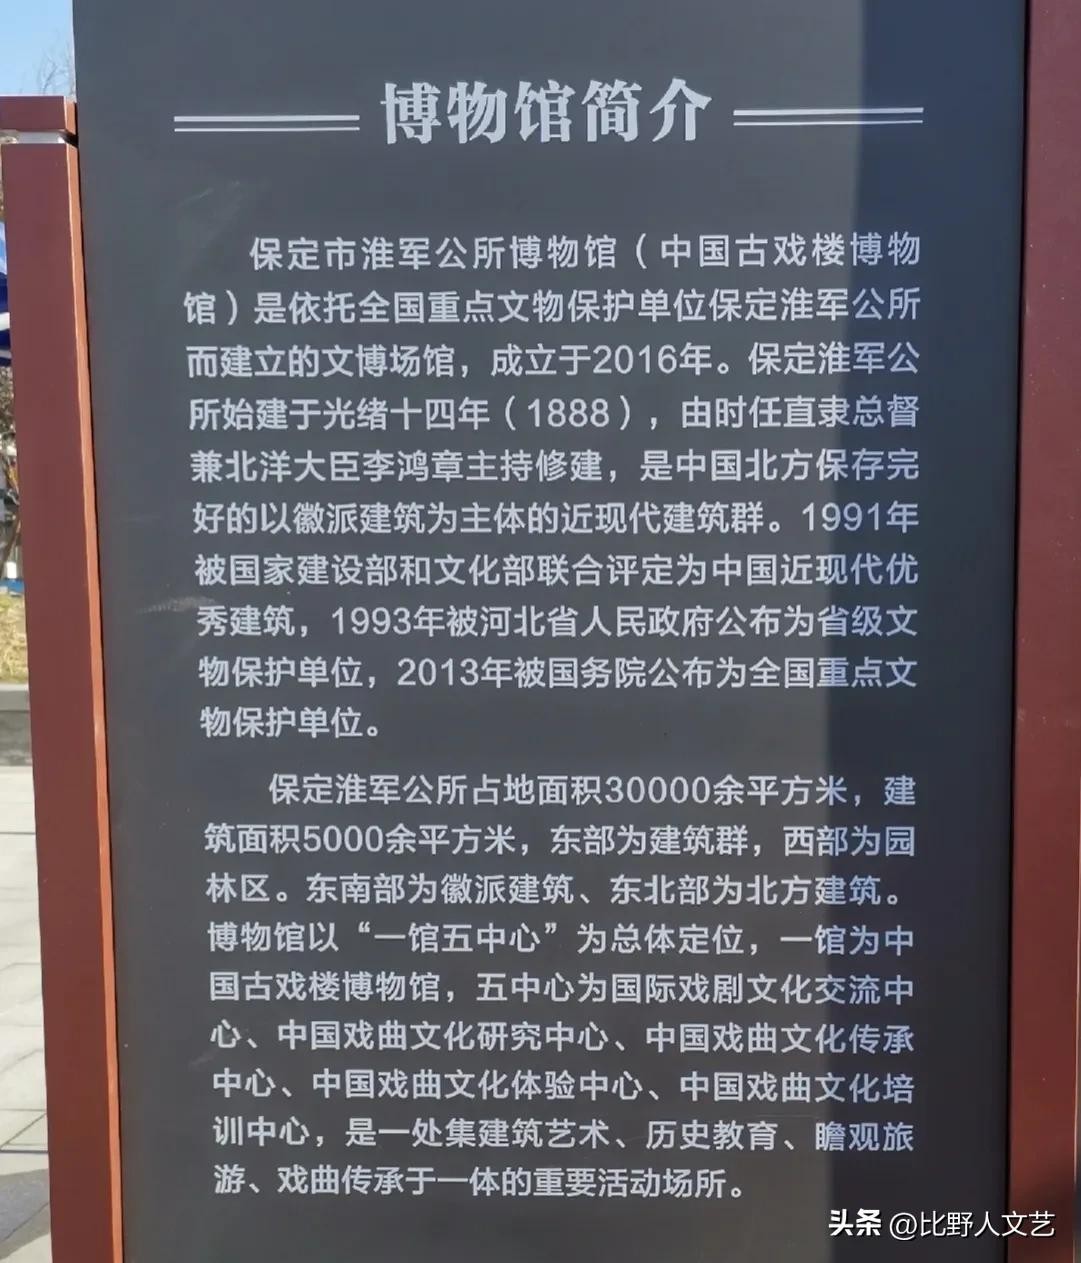 博物馆简介
保定市淮军公所博物馆（中国古戏楼博物
馆）是依托全国重点文物保护单位保定淮军公所
而建立的文博场馆，成立于2016年。保定淮军公
所始建于光绪十四年（1888），由时任直隶总督
兼北洋大臣李鸿章主持修建，是中国北方保存完
好的以徽派建筑为主体的近现代建筑群。1991年
被国家建设部和文化部联合评定为中国近现代优
秀建筑，1993年被河北省人民政府公布为省级文
物保护单位，2013年被国务院公布为全国重点文
物保护单位。
保定淮军公所占地面积30000余平方米，建
筑面积5000余平方米，东部为建筑群，西部为园
林区。东南部为徽派建筑、东北部为北方建筑。
博物馆以“一馆五中心”为总体定位，一馆为中
国古戏楼博物馆，五中心为国际戏剧文化交流中
心、中国戏曲文化研究中心、中国戏曲文化传承
中心、中国戏曲文化体验中心、中国戏曲文化培
训中心，是一处集建筑艺术、历史教育、瞻观旅
游、戏曲传承于一体的重要活动场所。
头条 @比野人文艺